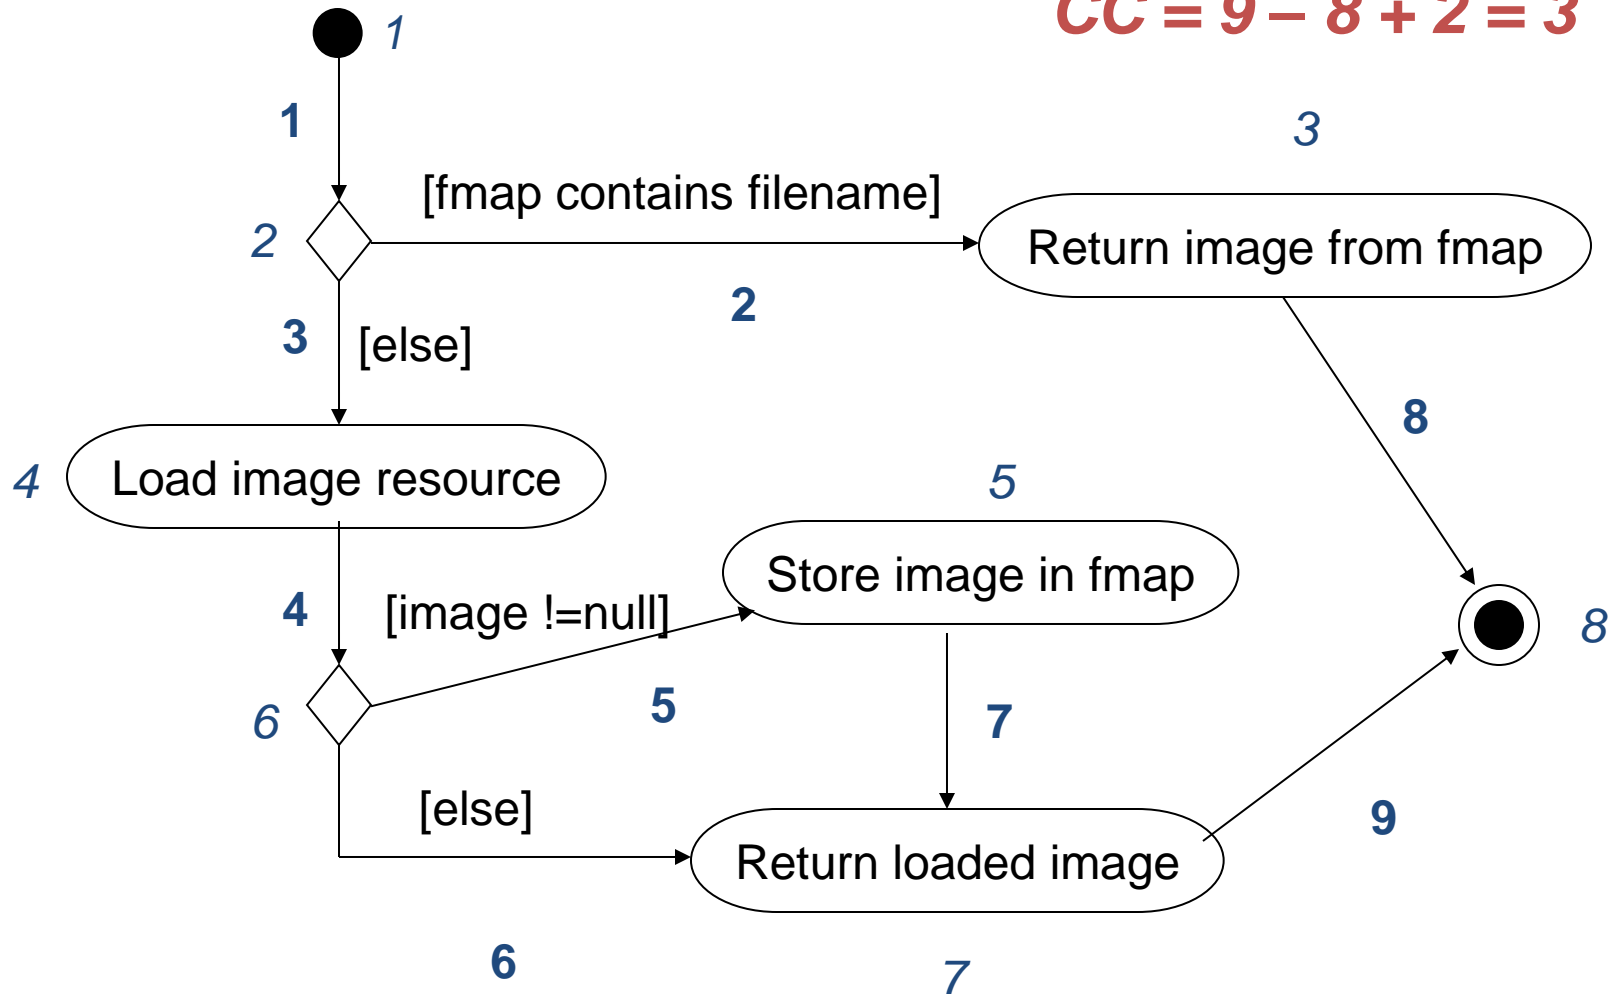 CC = 9 – 8 + 2 = 3
1
1
3
[fmap contains filename]
2
Return image from fmap
2
3
[else]
8
4
Load image resource
5
Store image in fmap
4
[image !=null]
8
6
5
7
[else]
9
Return loaded image
6
7